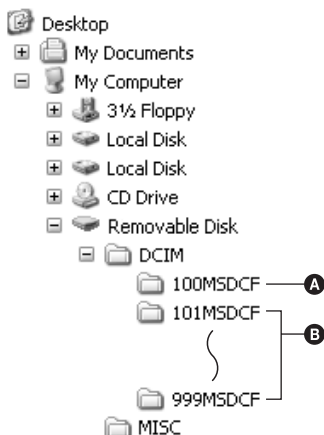 Desktop
My Documents
My Computer
3½ Floppy
Local Disk
Local Disk
CD Drive
Removable Disk
DCIM
100MSDCF A
101MSDCF
B
999MSDCF
MISC